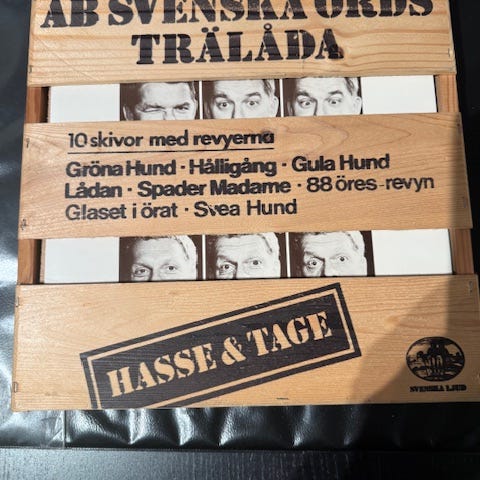 AB SVENSKA ORDS
TRÄLÅDA
10 skivor med revyerna
Gröna Hund · Hålligång · Gula Hund
Lådan · Spader Madame · 88 öres-revyn
Glaset i örat · Svea Hund
HASSE & TAGE
SVENSKA LJUD